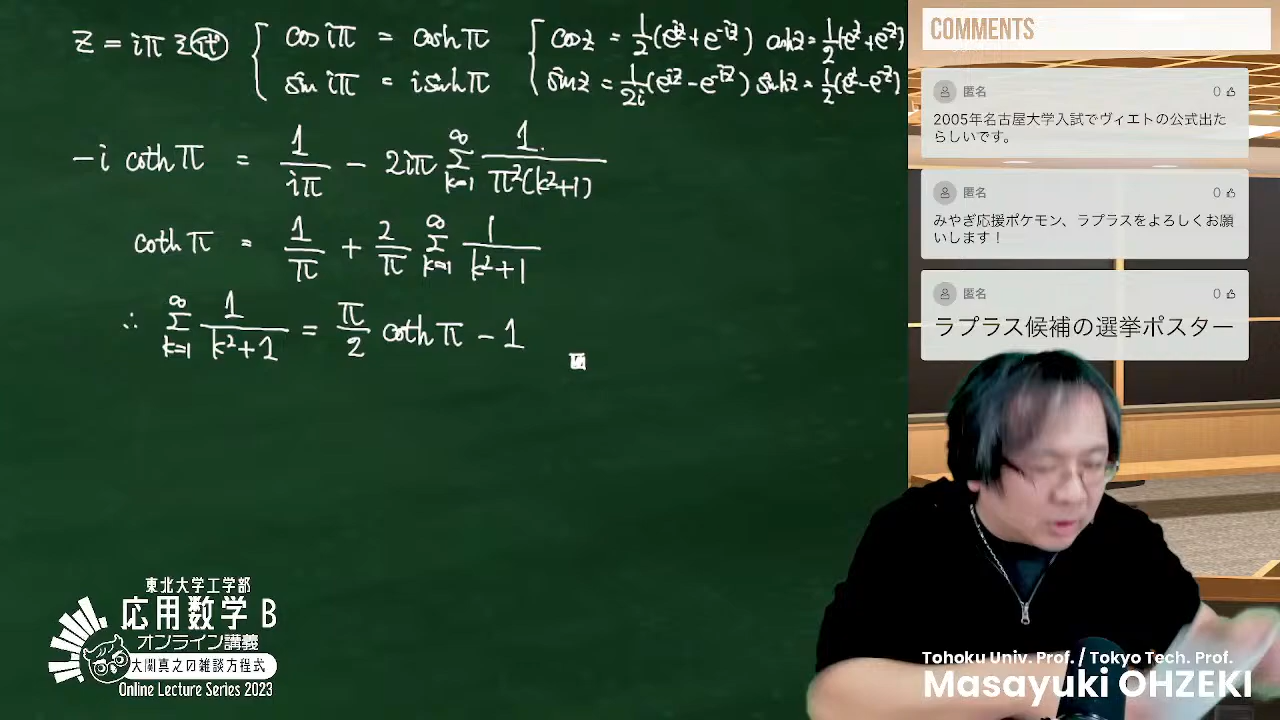 z = iπ を代 { cos iπ = cosh π { cos z = 1/2 (e^{iz} + e^{-iz}) cosh z = 1/2 (e^z + e^{-z})
sin iπ = i sinh π sin z = 1/2i (e^{iz} - e^{-iz}) sinh z = 1/2 (e^z - e^{-z})
-i coth π = 1/iπ - 2iπ Σ_{k=1}^{∞} 1/π²(k²+1)
coth π = 1/π + 2/π Σ_{k=1}^{∞} 1/k²+1
∴ Σ_{k=1}^{∞} 1/k²+1 = π/2 coth π - 1
COMMENTS
匿名 0
2005年名古屋大学入試でヴィエトの公式出た
らしいです。
匿名 0
みやぎ応援ポケモン、ラプラスをよろしくお願
いします！
匿名 0
ラプラス候補の選挙ポスター
東北大学工学部
応用数学 B
オンライン講義
大関真之の雑談方程式
Online Lecture Series 2023
Tohoku Univ. Prof. / Tokyo Tech. Prof.
Masayuki OHZEKI